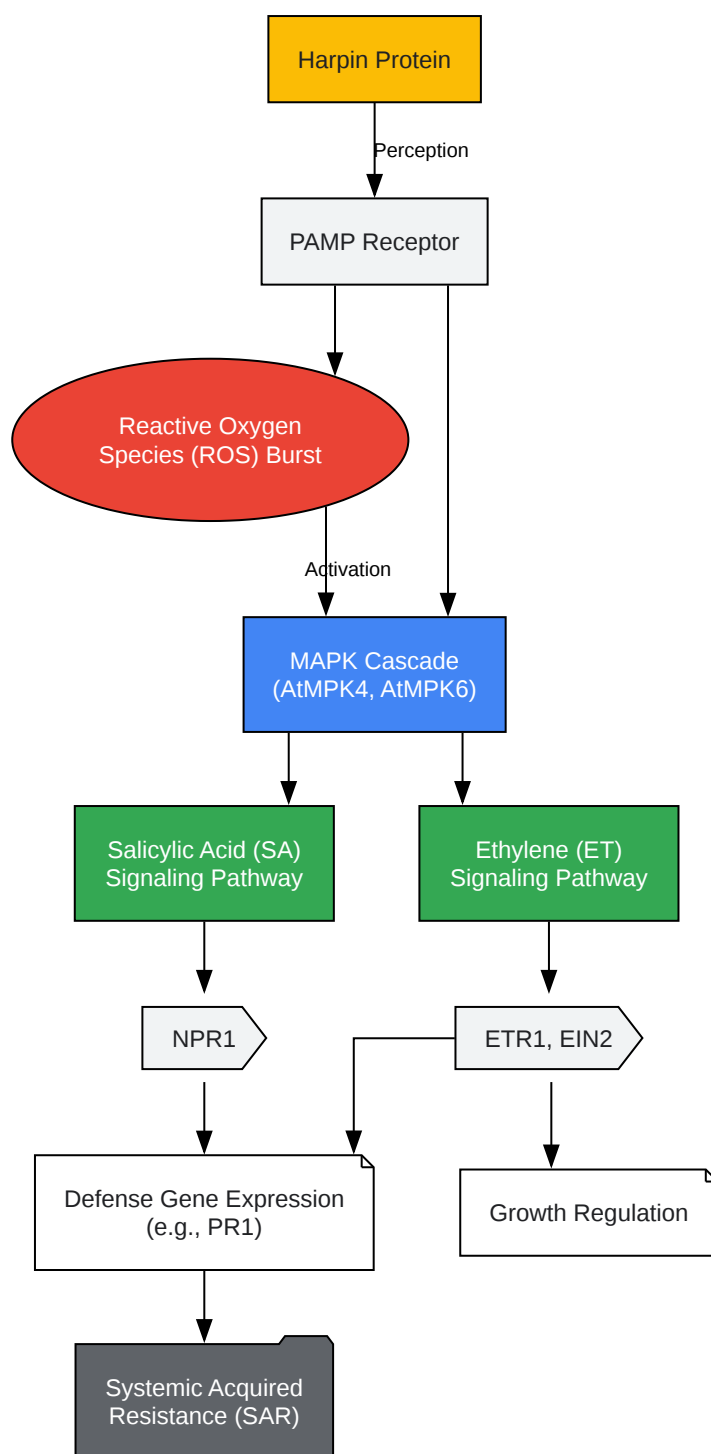 Harpin Protein
Perception
PAMP Receptor
Reactive Oxygen
Species (ROS) Burst
Activation
MAPK Cascade
(AtMPK4, AtMPK6)
Salicylic Acid (SA)
Signaling Pathway
Ethylene (ET)
Signaling Pathway
NPR1
ETR1, EIN2
Defense Gene Expression
(e.g., PR1)
Growth Regulation
Systemic Acquired
Resistance (SAR)